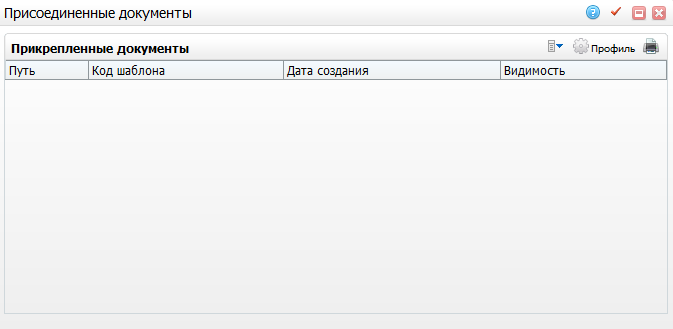 Присоединенные документы
?
Прикрепленные документы Профиль
Путь Код шаблона Дата создания Видимость